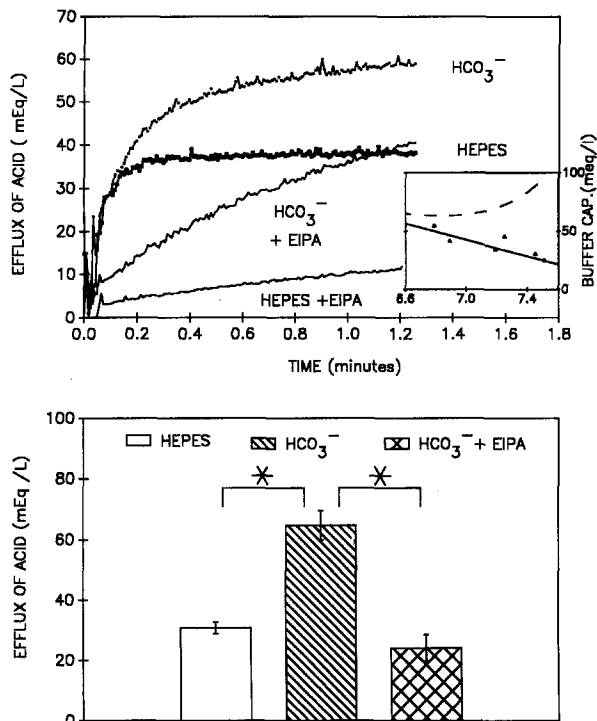 70
60
50
40
30
20
10
0
EFFLUX OF ACID ( mEq/L)
HCO3−
HEPES
HCO3−
+ EIPA
HEPES +EIPA
100
50
0
BUFFER CAP.(meq/l)
6.6 7.0 7.4
0.0 0.2 0.4 0.6 0.8 1.0 1.2 1.4 1.6 1.8
TIME (minutes)
100
80
60
40
20
0
EFFLUX OF ACID (mEq /L)
HEPES HCO3− HCO3−+ EIPA
* *